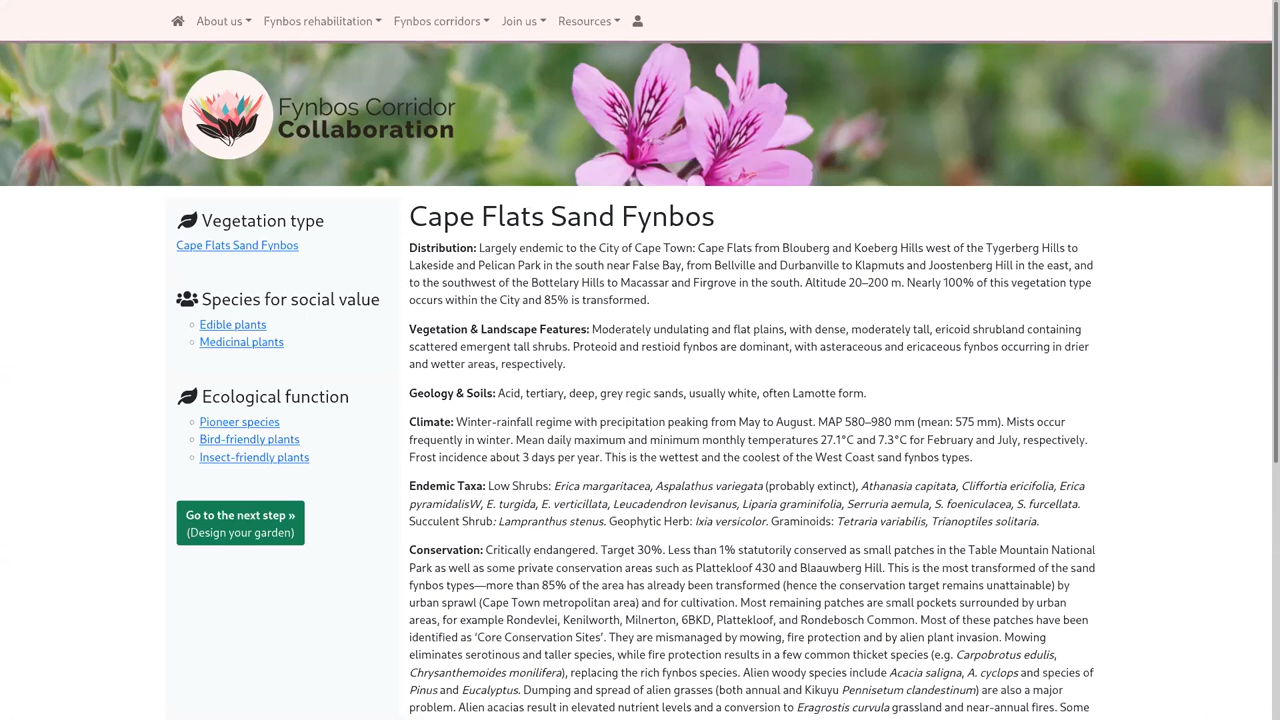 About us Fynbos rehabilitation Fynbos corridors Join us Resources
Fynbos Corridor
Collaboration
Vegetation type
Cape Flats Sand Fynbos
Species for social value
Edible plants
Medicinal plants
Ecological function
Pioneer species
Bird-friendly plants
Insect-friendly plants
Go to the next step »
(Design your garden)
Cape Flats Sand Fynbos
Distribution: Largely endemic to the City of Cape Town: Cape Flats from Blouberg and Koeberg Hills west of the Tygerberg Hills to
Lakeside and Pelican Park in the south near False Bay, from Bellville and Durbanville to Klapmuts and Joostenberg Hill in the east, and
to the southwest of the Bottelary Hills to Macassar and Firgrove in the south. Altitude 20–200 m. Nearly 100% of this vegetation type
occurs within the City and 85% is transformed.
Vegetation & Landscape Features: Moderately undulating and flat plains, with dense, moderately tall, ericoid shrubland containing
scattered emergent tall shrubs. Proteoid and restioid fynbos are dominant, with asteraceous and ericaceous fynbos occurring in drier
and wetter areas, respectively.
Geology & Soils: Acid, tertiary, deep, grey regic sands, usually white, often Lamotte form.
Climate: Winter-rainfall regime with precipitation peaking from May to August. MAP 580–980 mm (mean: 575 mm). Mists occur
frequently in winter. Mean daily maximum and minimum monthly temperatures 27.1°C and 7.3°C for February and July, respectively.
Frost incidence about 3 days per year. This is the wettest and the coolest of the West Coast sand fynbos types.
Endemic Taxa: Low Shrubs: Erica margaritacea, Aspalathus variegata (probably extinct), Athanasia capitata, Cliffortia ericifolia, Erica
pyramidalisW, E. turgida, E. verticillata, Leucadendron levisanus, Liparia graminifolia, Serruria aemula, S. foeniculacea, S. furcellata.
Succulent Shrub: Lampranthus stenus. Geophytic Herb: Ixia versicolor. Graminoids: Tetraria variabilis, Trianoptiles solitaria.
Conservation: Critically endangered. Target 30%. Less than 1% statutorily conserved as small patches in the Table Mountain National
Park as well as some private conservation areas such as Plattekloof 430 and Blaauwberg Hill. This is the most transformed of the sand
fynbos types—more than 85% of the area has already been transformed (hence the conservation target remains unattainable) by
urban sprawl (Cape Town metropolitan area) and for cultivation. Most remaining patches are small pockets surrounded by urban
areas, for example Rondevlei, Kenilworth, Milnerton, 6BKD, Plattekloof, and Rondebosch Common. Most of these patches have been
identified as ‘Core Conservation Sites’. They are mismanaged by mowing, fire protection and by alien plant invasion. Mowing
eliminates serotinous and taller species, while fire protection results in a few common thicket species (e.g. Carpobrotus edulis,
Chrysanthemoides monilifera), replacing the rich fynbos species. Alien woody species include Acacia saligna, A. cyclops and species of
Pinus and Eucalyptus. Dumping and spread of alien grasses (both annual and Kikuyu Pennisetum clandestinum) are also a major
problem. Alien acacias result in elevated nutrient levels and a conversion to Eragrostis curvula grassland and near-annual fires. Some